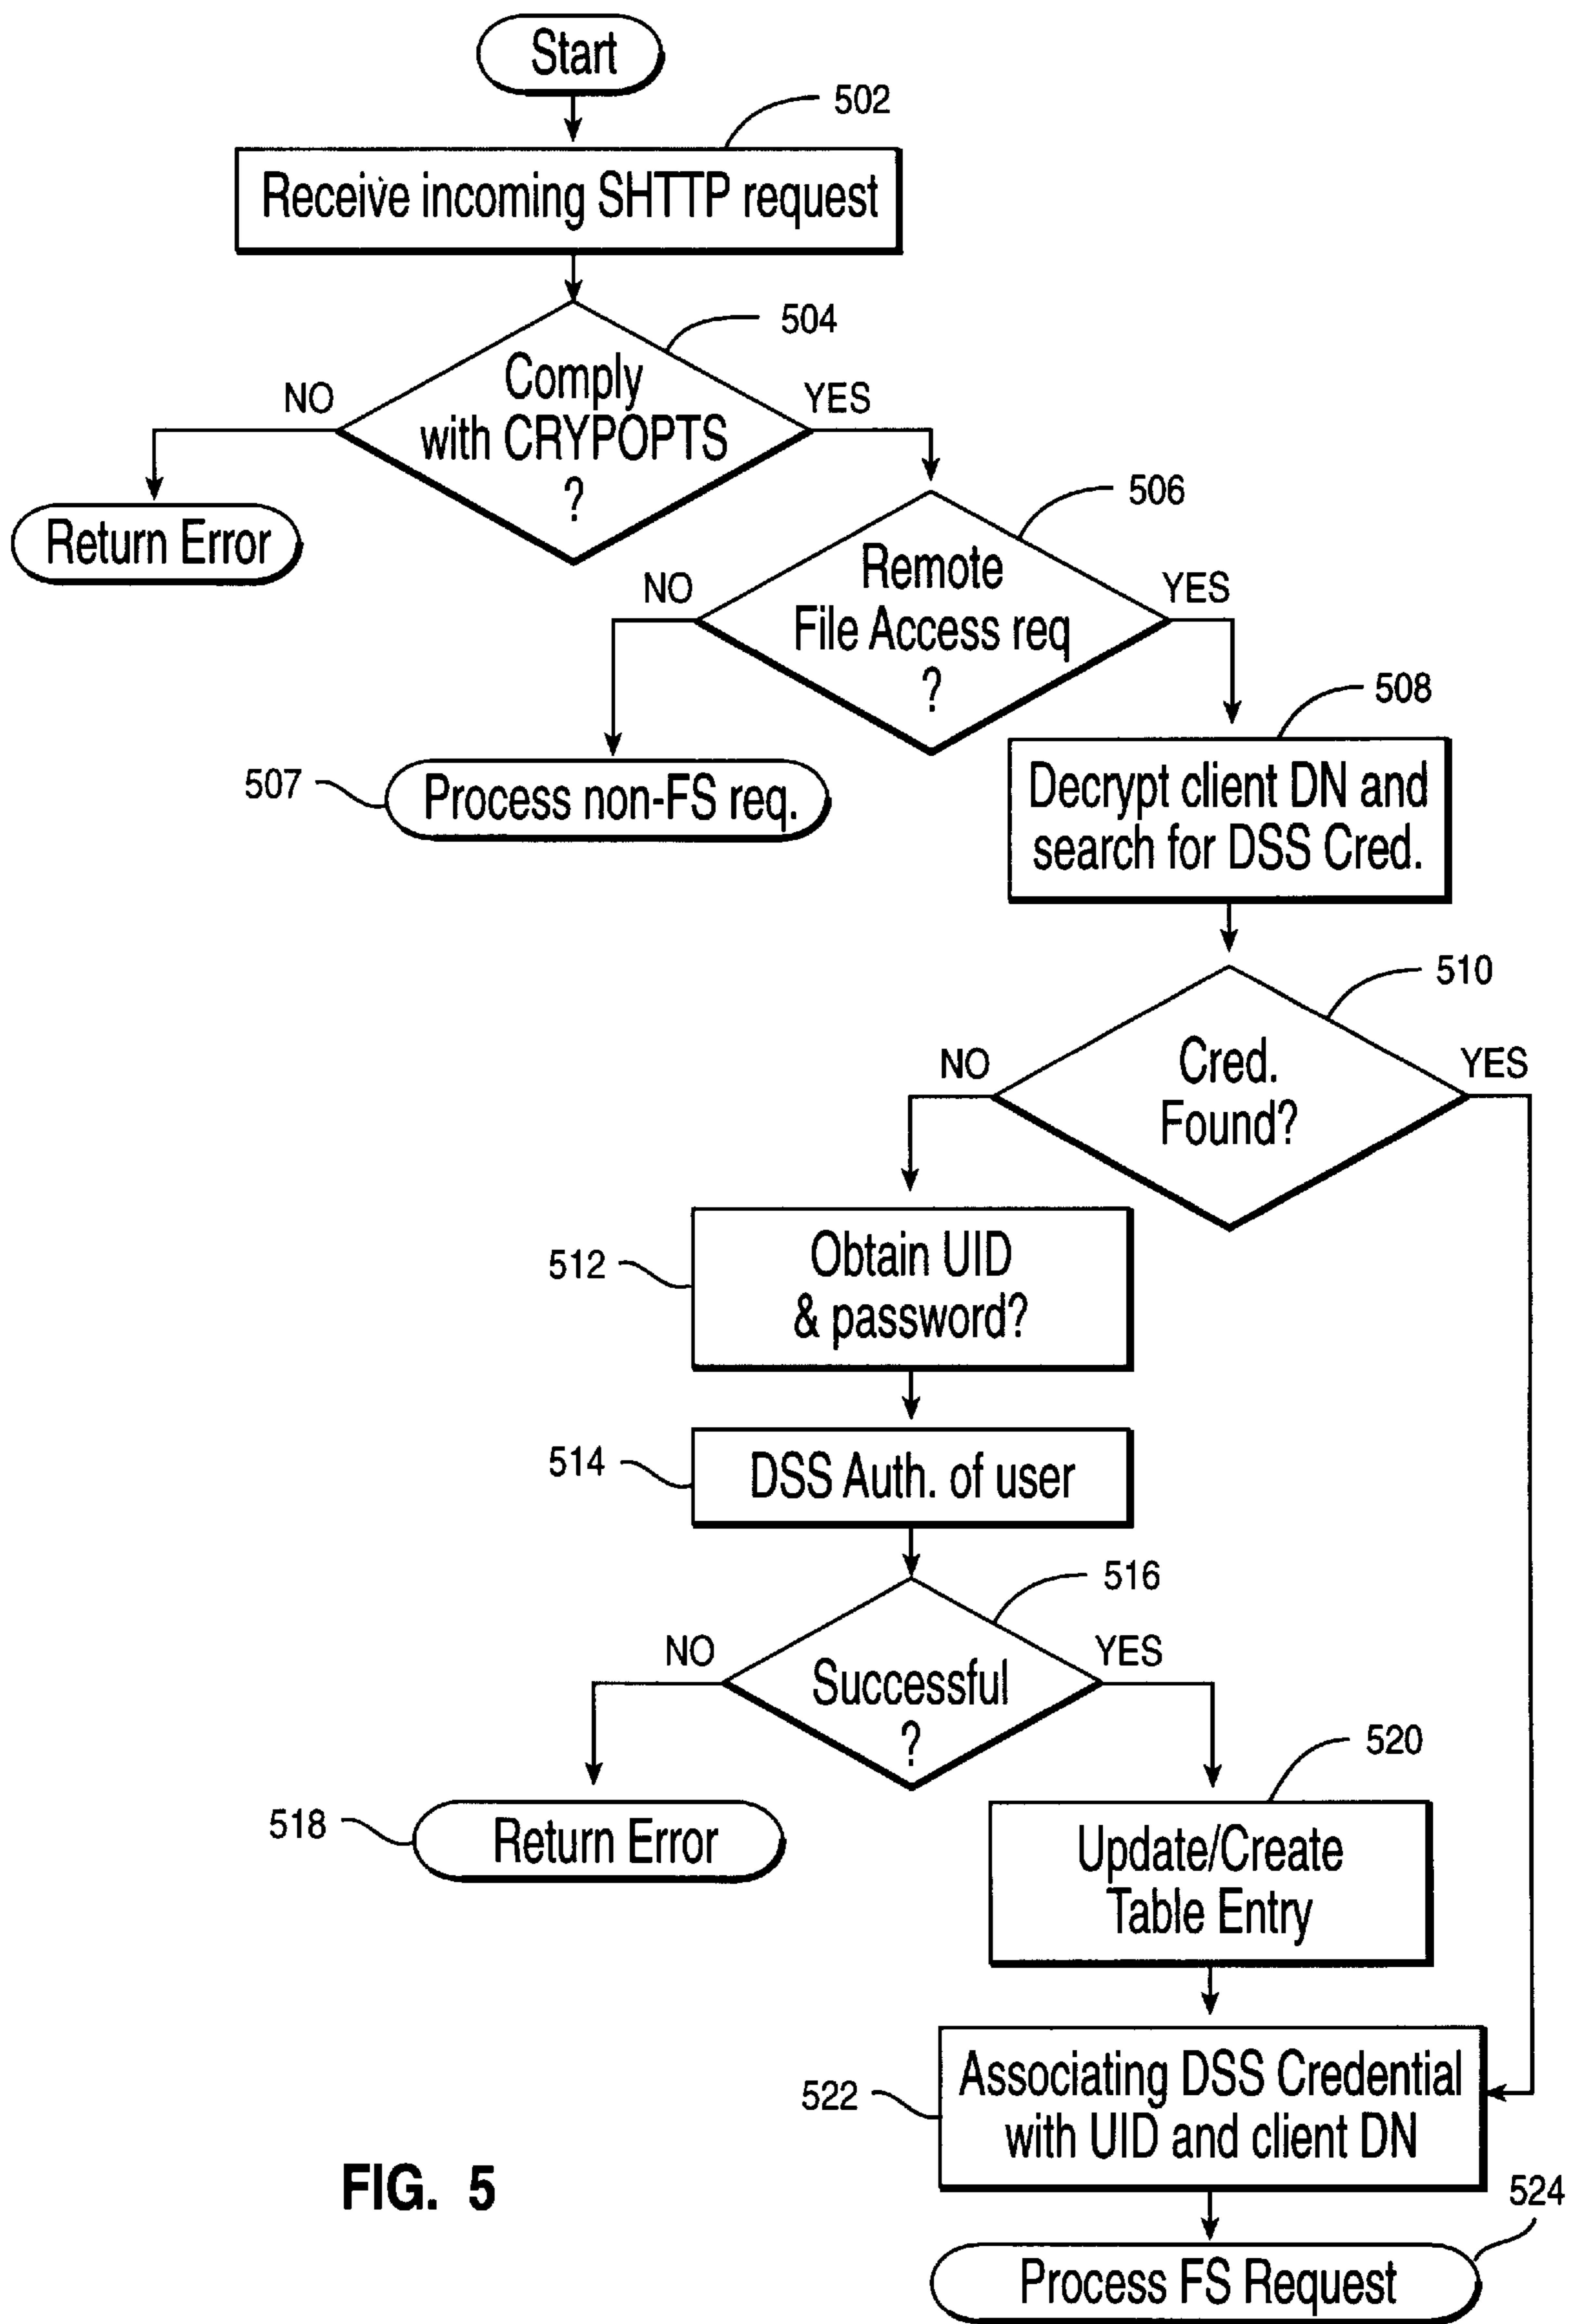 Start
502
Receive incoming SHTTP request
504
Comply
with CRYPOPTS
?
NO
YES
Return Error
506
Remote
File Access req
?
NO
YES
507
Process non-FS req.
508
Decrypt client DN and
search for DSS Cred.
510
Cred.
Found?
NO
YES
512
Obtain UID
& password?
514
DSS Auth. of user
516
Successful
?
NO
YES
518
Return Error
520
Update/Create
Table Entry
522
Associating DSS Credential
with UID and client DN
524
Process FS Request
FIG. 5